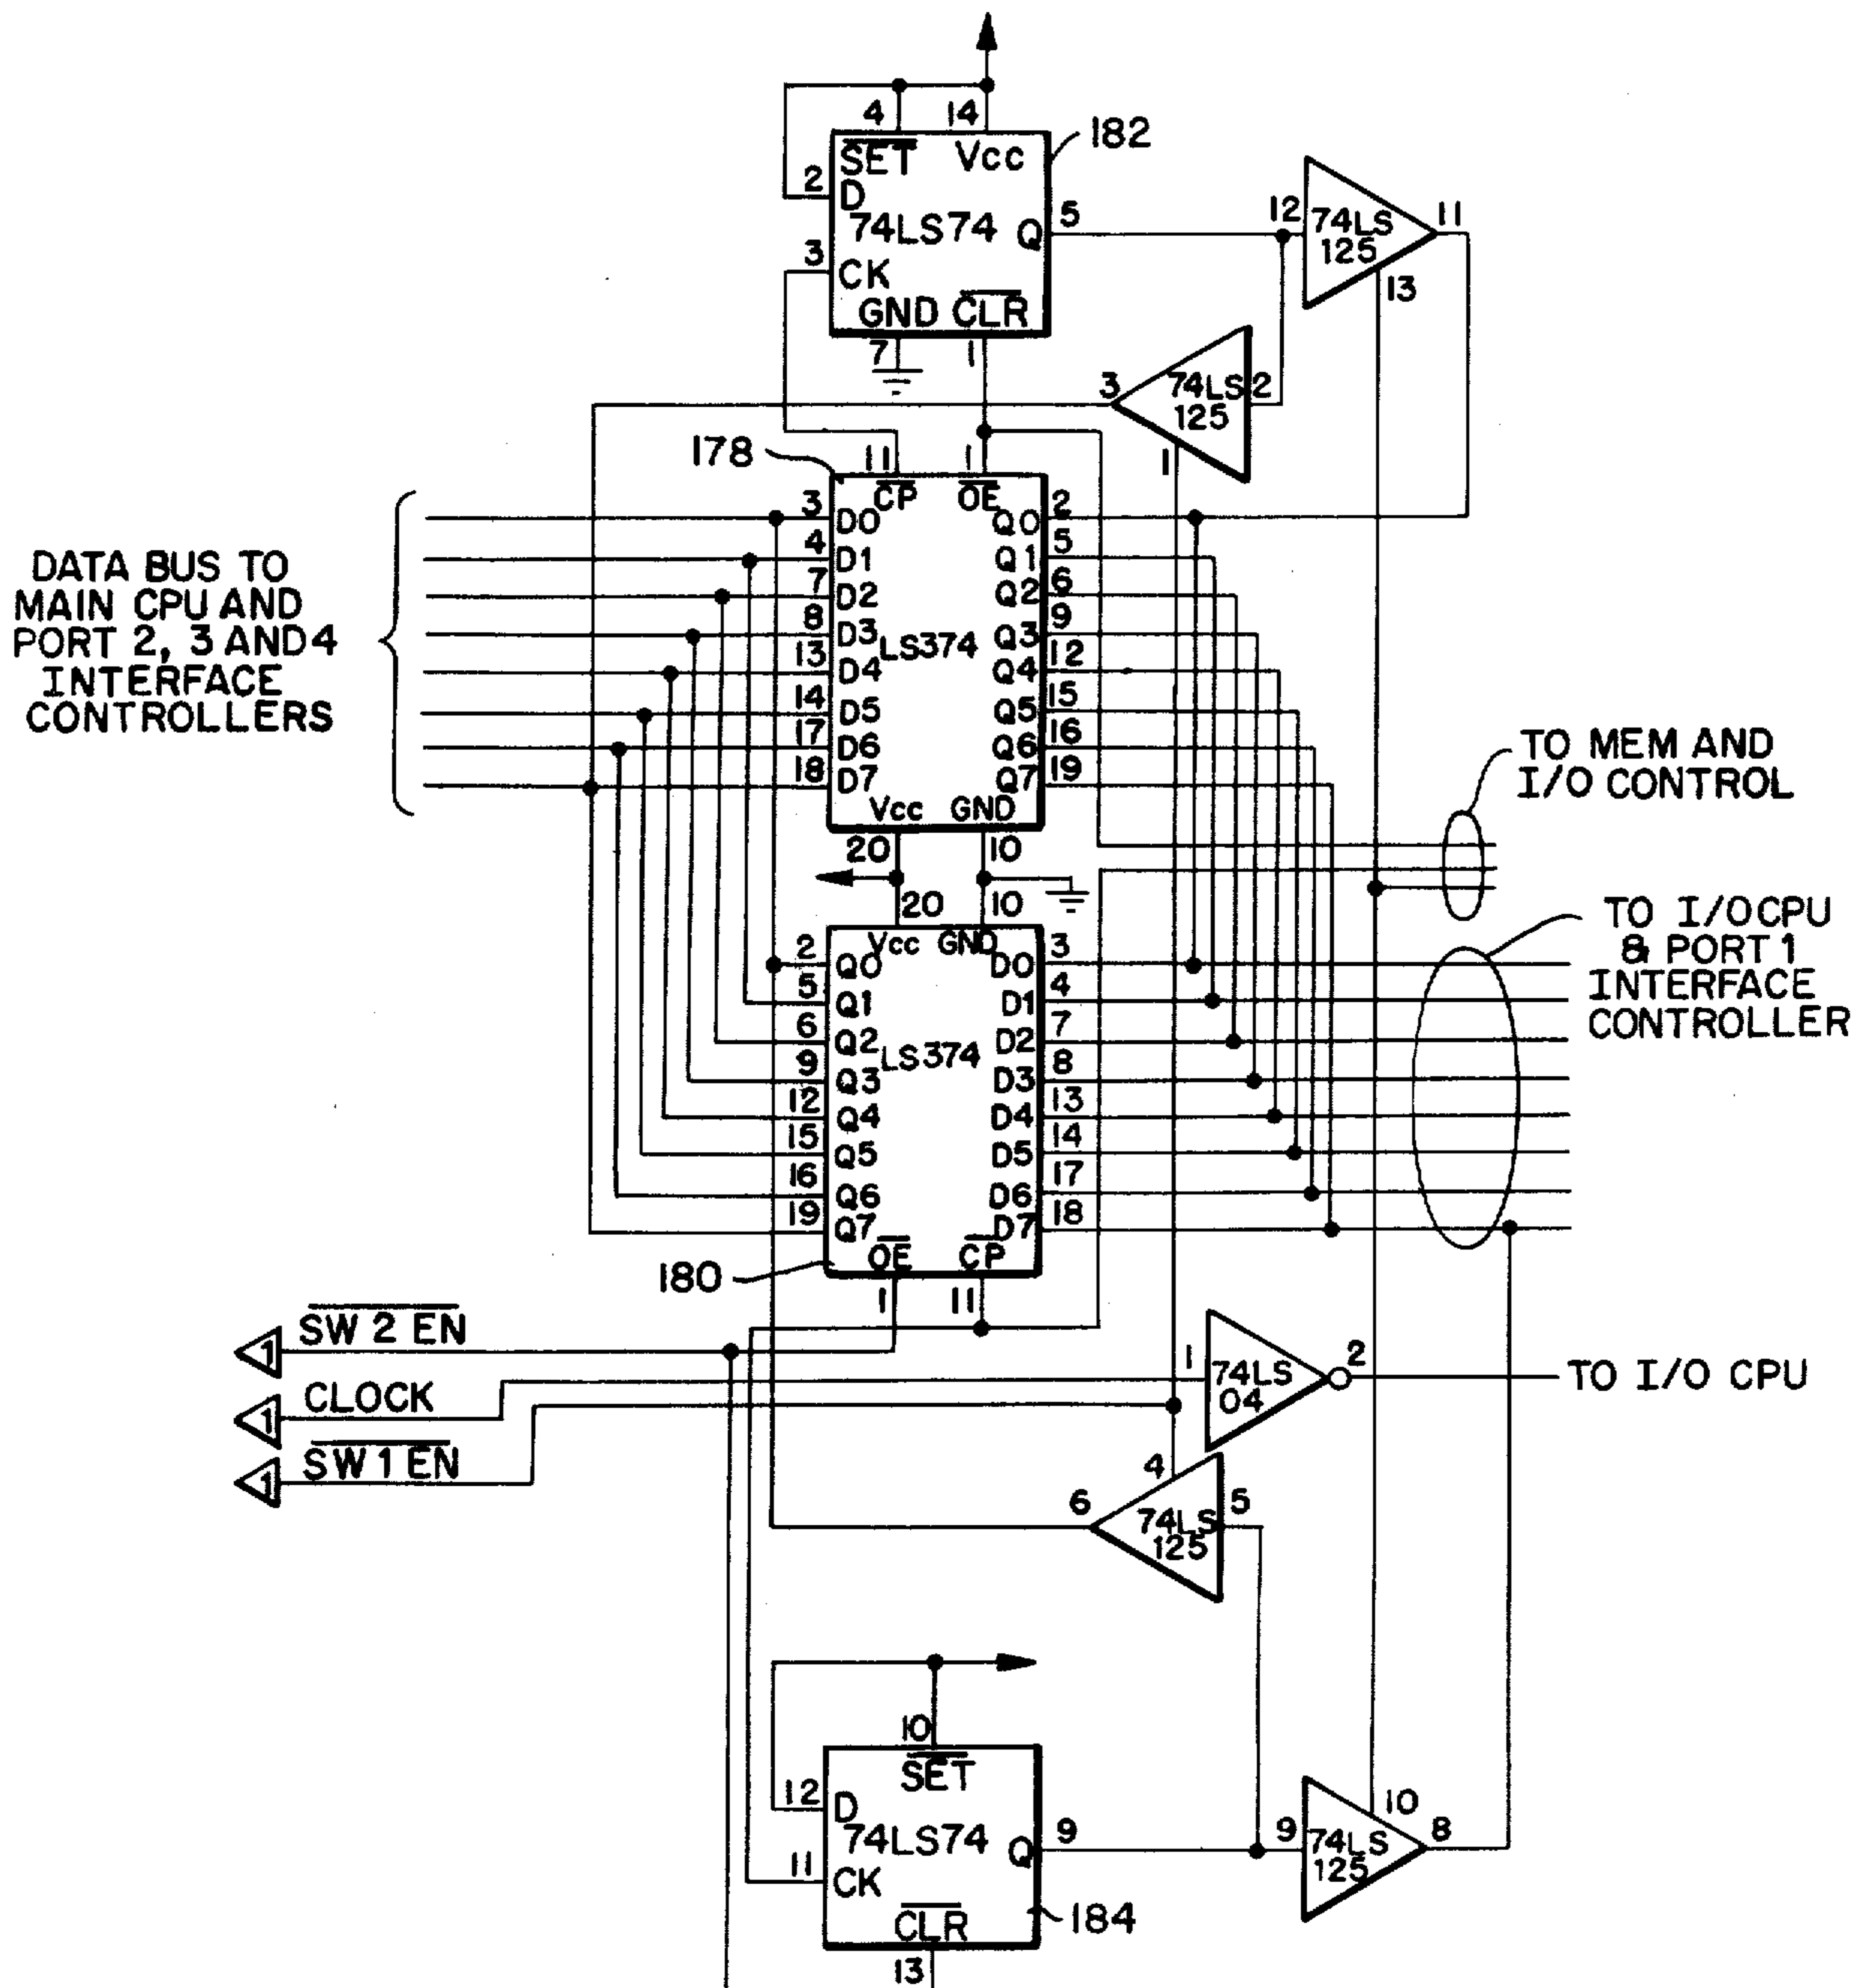 4 14
SET Vcc
182
2 D
74LS74
Q 5
3 CK
GND CLR
7 1
12 74LS 125 11
13
3 74LS 125 2
1
178
11 1
CP OE
3 D0 Q0 2
4 D1 Q1 5
7 D2 Q2 6
8 D3 Q3 9
LS374
13 D4 Q4 12
14 D5 Q5 15
17 D6 Q6 16
18 D7 Q7 19
Vcc GND
20 10
DATA BUS TO
MAIN CPU AND
PORT 2, 3 AND 4
INTERFACE
CONTROLLERS
TO MEM AND
I/O CONTROL
20 10
Vcc GND
2 Q0 D0 3
5 Q1 D1 4
6 Q2 D2 7
LS374
9 Q3 D3 8
12 Q4 D4 13
15 Q5 D5 14
16 Q6 D6 17
19 Q7 D7 18
OE CP
180
1 11
TO I/O CPU
& PORT 1
INTERFACE
CONTROLLER
1 SW 2 EN
1 CLOCK
1 SW 1 EN
1 74LS 04 2
TO I/O CPU
4
6 74LS 125 5
10
SET
12 D
74LS74
Q 9
11 CK
CLR
184
13
10
9 74LS 125 8